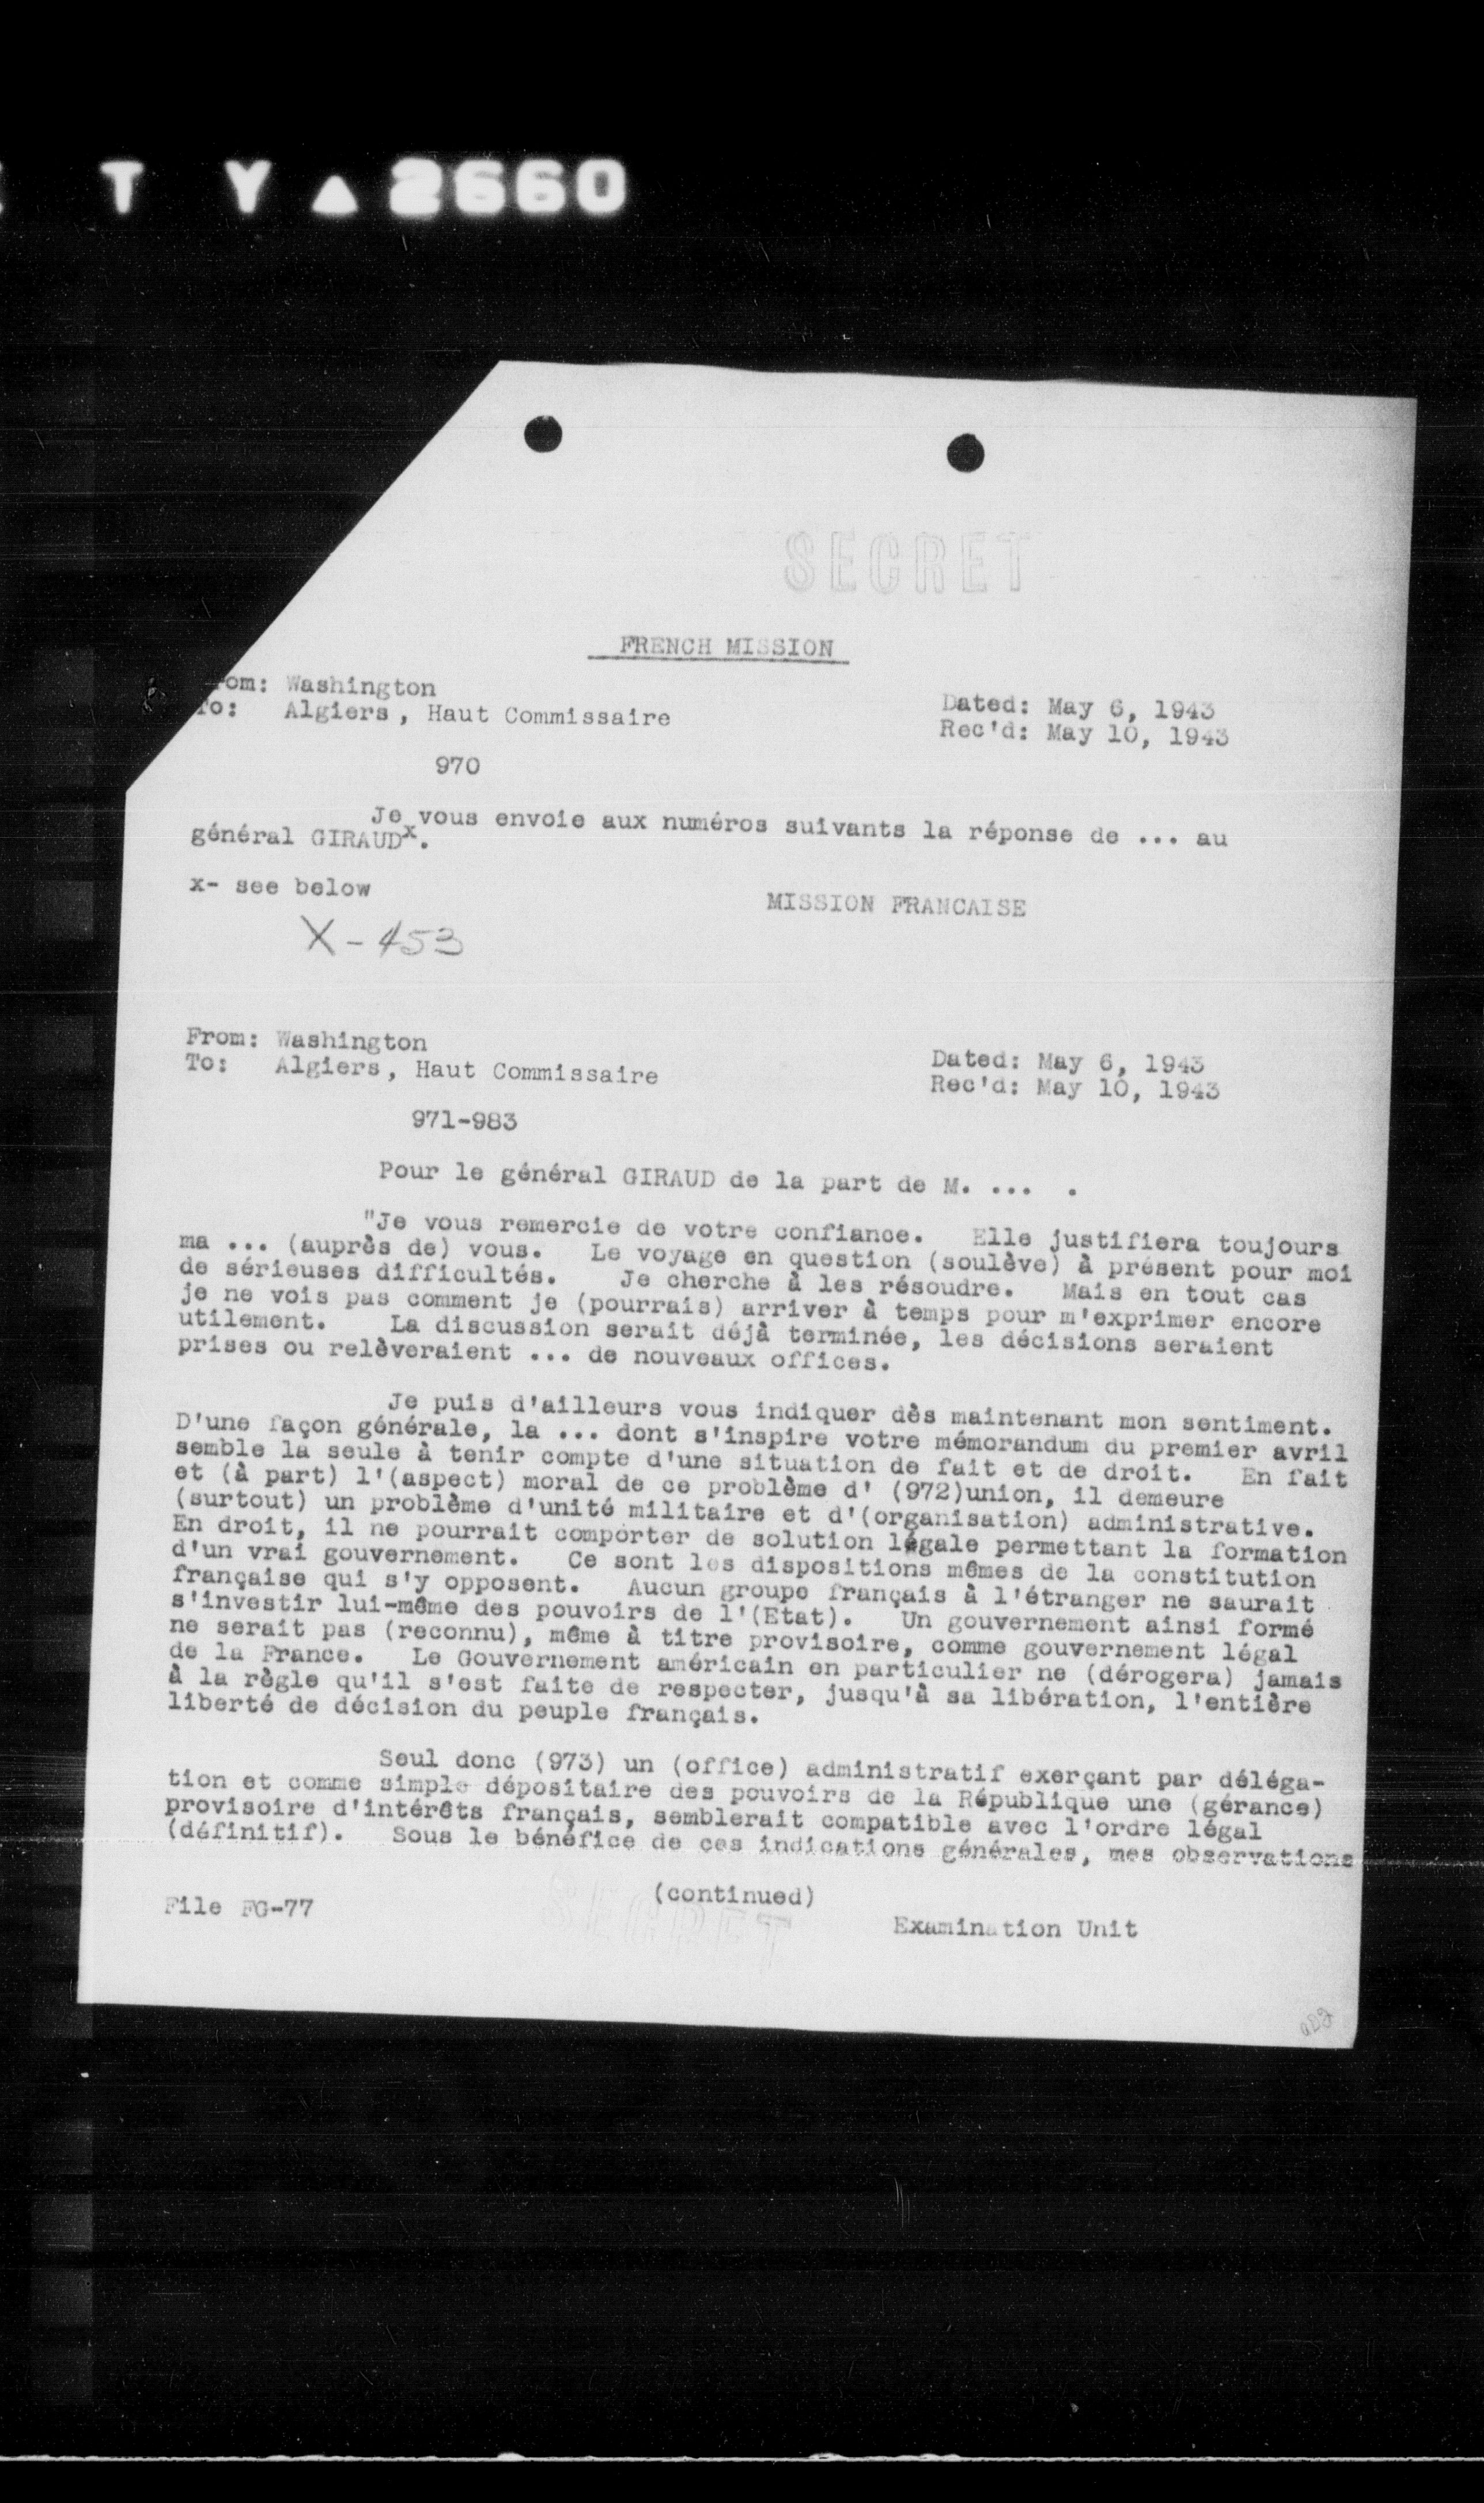 T Y ▲ 2660
SECRET
FRENCH MISSION
From: Washington
To: Algiers, Haut Commissaire
Dated: May 6, 1943
Rec'd: May 10, 1943
970
Je vous envoie aux numéros suivants la réponse de ... au
général GIRAUDx.
x- see below
MISSION FRANCAISE
X-453
From: Washington
To: Algiers, Haut Commissaire
Dated: May 6, 1943
Rec'd: May 10, 1943
971-983
Pour le général GIRAUD de la part de M. ... .
"Je vous remercie de votre confiance. Elle justifiera toujours
ma ... (auprès de) vous. Le voyage en question (soulève) à présent pour moi
de sérieuses difficultés. Je cherche à les résoudre. Mais en tout cas
je ne vois pas comment je (pourrais) arriver à temps pour m'exprimer encore
utilement. La discussion serait déjà terminée, les décisions seraient
prises ou relèveraient ... de nouveaux offices.
Je puis d'ailleurs vous indiquer dès maintenant mon sentiment.
D'une façon générale, la ... dont s'inspire votre mémorandum du premier avril
semble la seule à tenir compte d'une situation de fait et de droit. En fait
et (à part) l'(aspect) moral de ce problème d' (972)union, il demeure
(surtout) un problème d'unité militaire et d'(organisation) administrative.
En droit, il ne pourrait comporter de solution légale permettant la formation
d'un vrai gouvernement. Ce sont les dispositions mêmes de la constitution
française qui s'y opposent. Aucun groupe français à l'étranger ne saurait
s'investir lui-même des pouvoirs de l'(Etat). Un gouvernement ainsi formé
ne serait pas (reconnu), même à titre provisoire, comme gouvernement légal
de la France. Le Gouvernement américain en particulier ne (dérogera) jamais
à la règle qu'il s'est faite de respecter, jusqu'à sa libération, l'entière
liberté de décision du peuple français.
Seul donc (973) un (office) administratif exerçant par déléga-
tion et comme simple dépositaire des pouvoirs de la République une (gérance)
provisoire d'intérêts français, semblerait compatible avec l'ordre légal
(définitif). Sous le bénéfice de ces indications générales, mes observations
(continued)
File FG-77
SECRET
Examination Unit